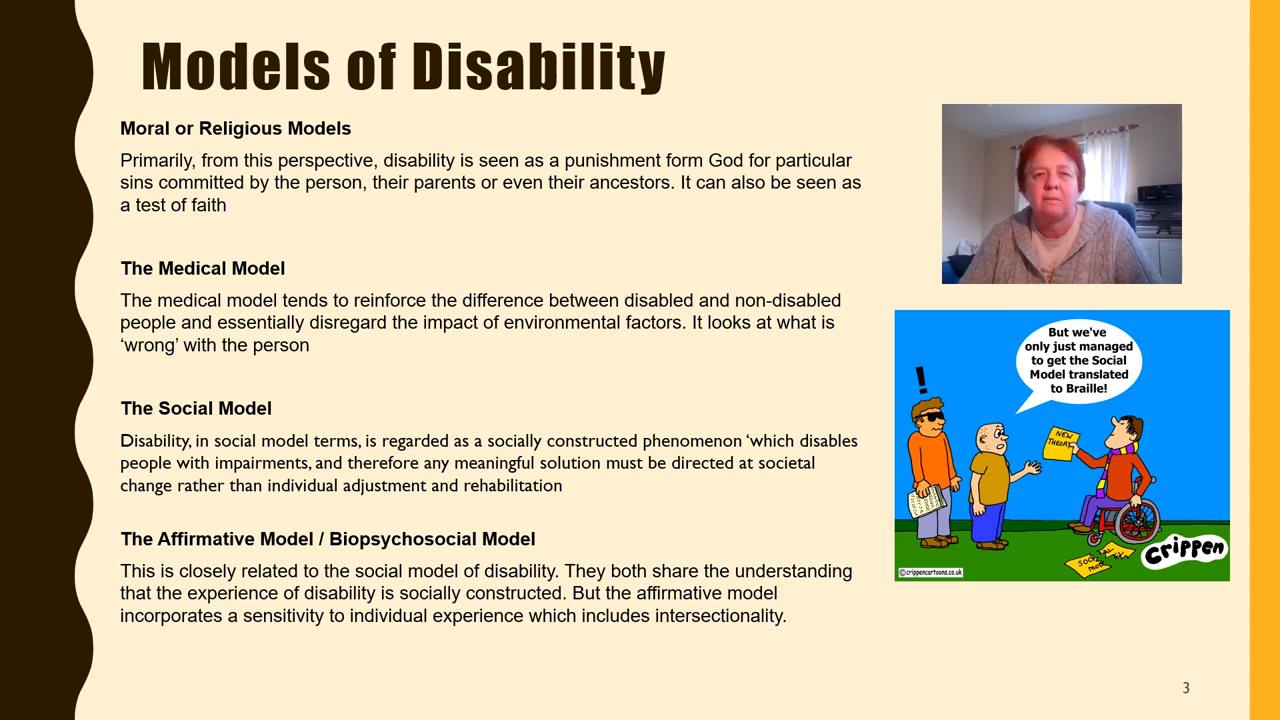 Models of Disability
Moral or Religious Models
Primarily, from this perspective, disability is seen as a punishment form God for particular
sins committed by the person, their parents or even their ancestors. It can also be seen as
a test of faith
The Medical Model
The medical model tends to reinforce the difference between disabled and non-disabled
people and essentially disregard the impact of environmental factors. It looks at what is
‘wrong’ with the person
The Social Model
Disability, in social model terms, is regarded as a socially constructed phenomenon ‘which disables
people with impairments, and therefore any meaningful solution must be directed at societal
change rather than individual adjustment and rehabilitation
The Affirmative Model / Biopsychosocial Model
This is closely related to the social model of disability. They both share the understanding
that the experience of disability is socially constructed. But the affirmative model
incorporates a sensitivity to individual experience which includes intersectionality.
But we've
only just managed
to get the Social
Model translated
to Braille!
!
NEW
THEORY
Crippen
©crippencartoons.co.uk
3